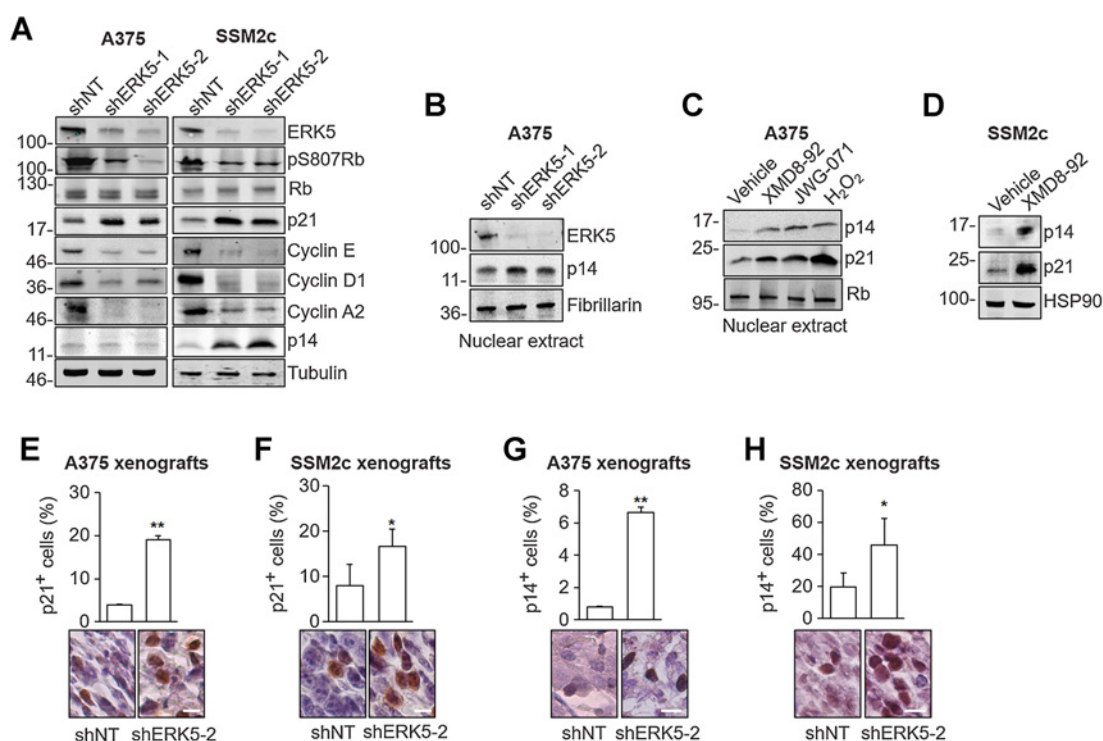 A
A375 SSM2c
shNT shERK5-1 shERK5-2 shNT shERK5-1 shERK5-2
100- ERK5
100- pS807Rb
130- Rb
17- p21
46- Cyclin E
36- Cyclin D1
46- Cyclin A2
11- p14
46- Tubulin
B
A375
shNT shERK5-1 shERK5-2
100- ERK5
11- p14
36- Fibrillarin
Nuclear extract
C
A375
Vehicle XMD8-92 JWG-071 H₂O₂
17- p14
25-
21- p21
95- Rb
Nuclear extract
D
SSM2c
Vehicle XMD8-92
17- p14
25-
21- p21
100- HSP90
E
A375 xenografts
p21⁺ cells (%)
30
20
10
0
**
shNT shERK5-2
F
SSM2c xenografts
p21⁺ cells (%)
30
20
10
0
*
shNT shERK5-2
G
A375 xenografts
p14⁺ cells (%)
8
6
4
2
0
**
shNT shERK5-2
H
SSM2c xenografts
p14⁺ cells (%)
80
60
40
20
0
*
shNT shERK5-2